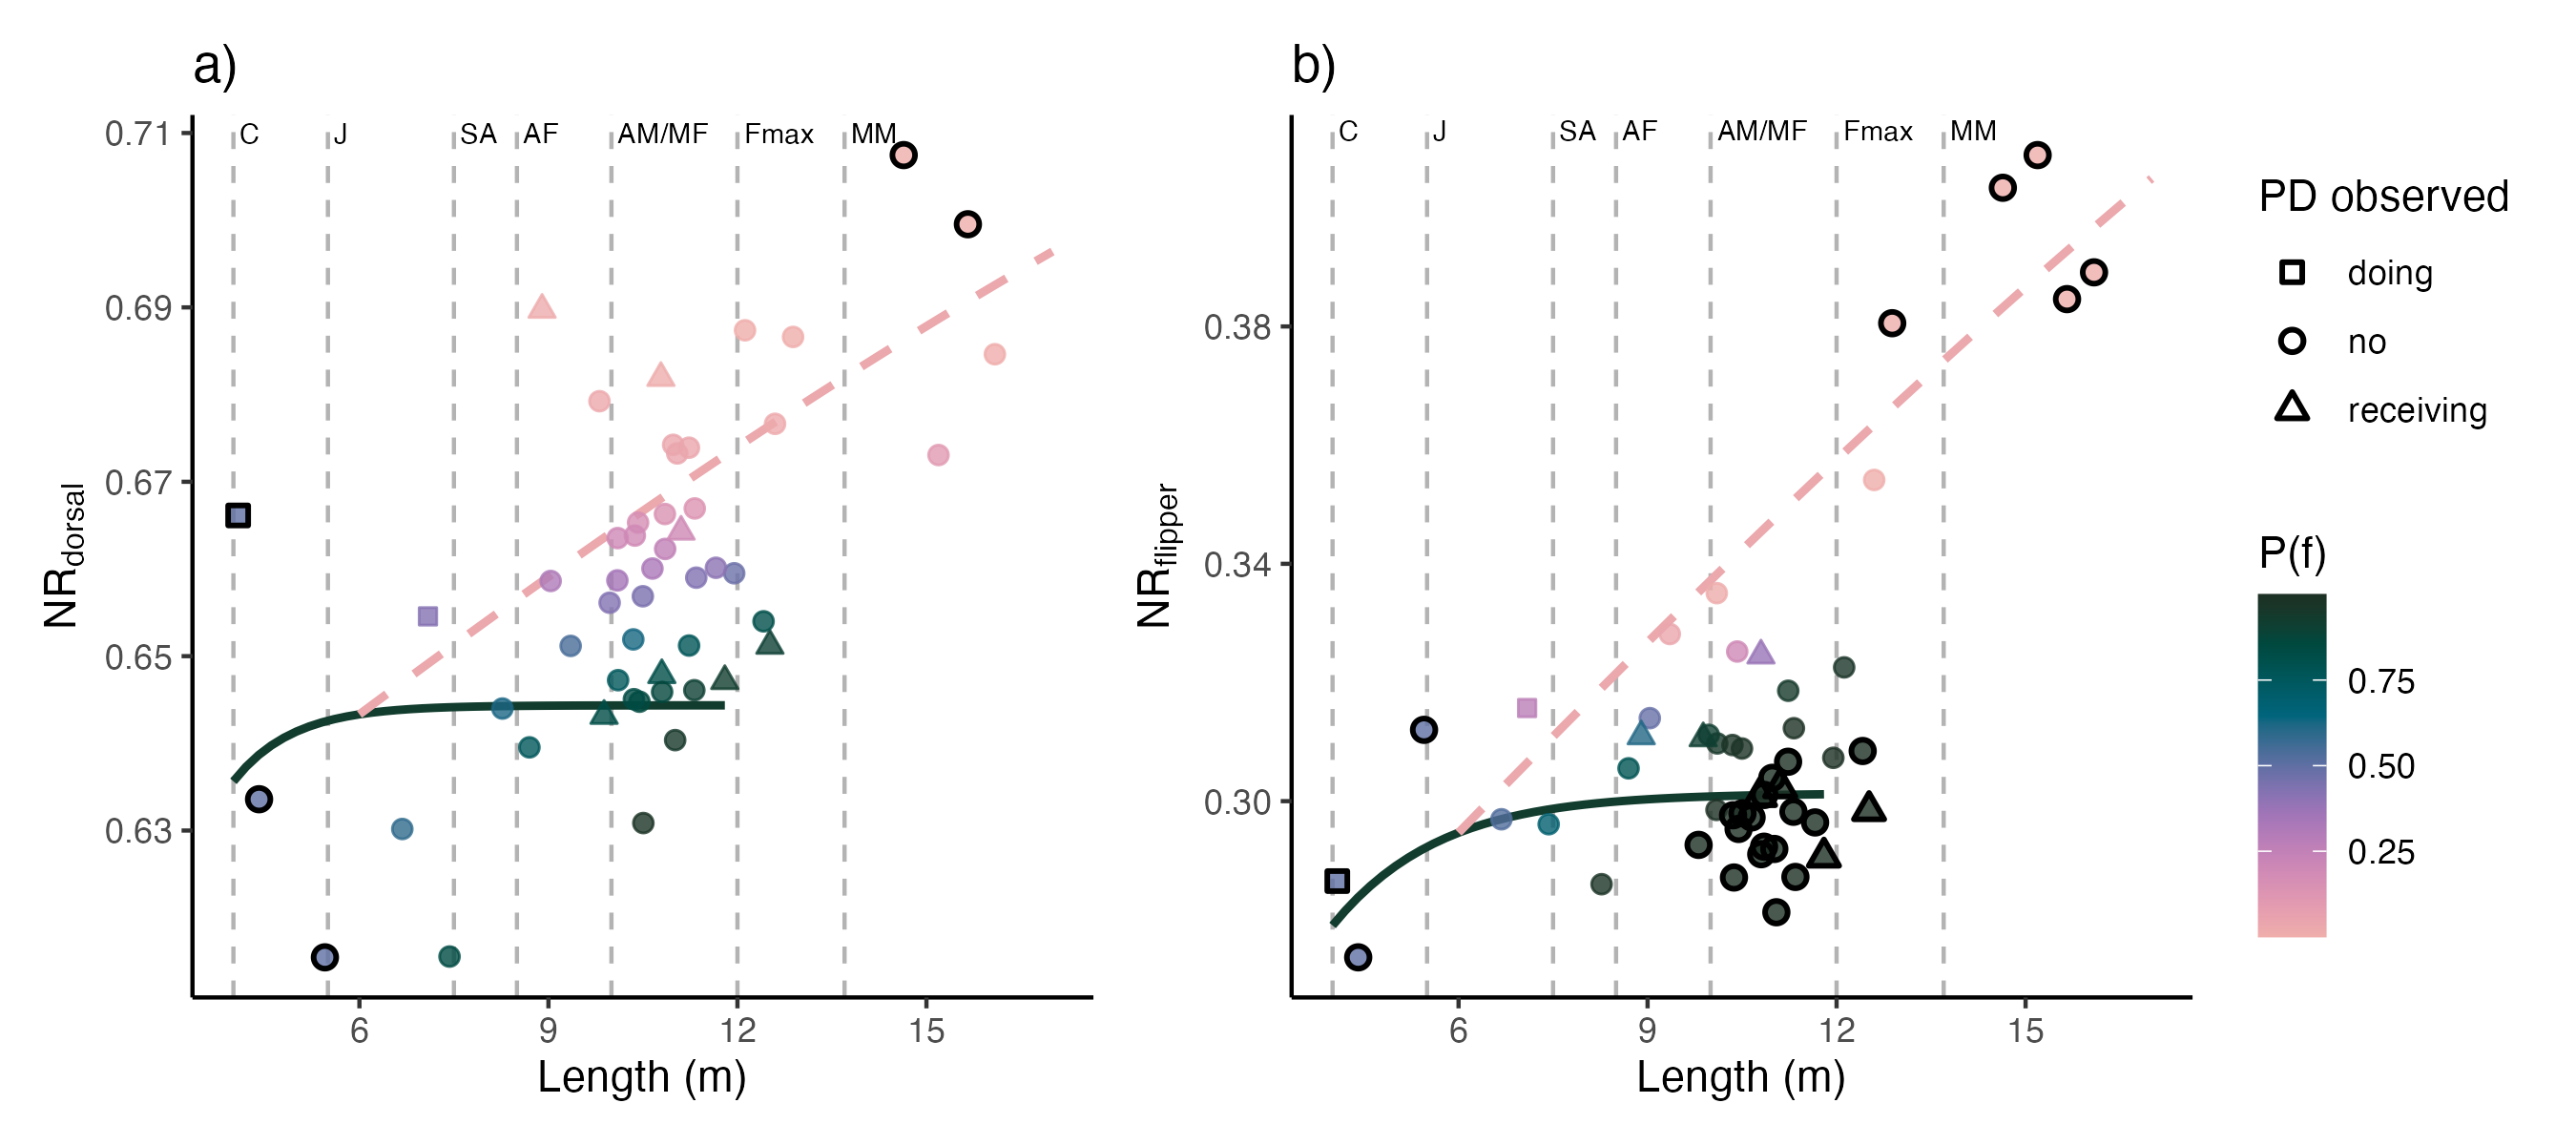 a)
0.71
0.69
0.67
0.65
0.63
NRdorsal
C
J
SA
AF
AM/MF
Fmax
MM
6
9
12
15
Length (m)
b)
0.38
0.34
0.30
NRflipper
C
J
SA
AF
AM/MF
Fmax
MM
6
9
12
15
Length (m)
PD observed
doing
no
receiving
P(f)
0.75
0.50
0.25